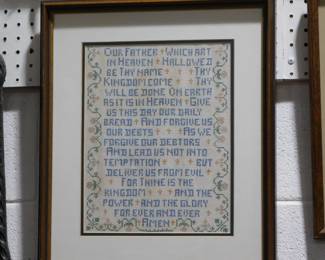 OUR FATHER + WHICH ART
IN HEAVEN + HALLOWED
BE THY NAME + + THY
KINGDOM COME + THY
WILL BE DONE ON EARTH
AS IT IS IN HEAVEN + GIVE
US THIS DAY OUR DAILY
BREAD + AND FORGIVE US
OUR DEBTS + + AS WE
FORGIVE OUR DEBTORS
AND LEAD US NOT INTO
TEMPTATION + + BUT
DELIVER US FROM EVIL +
FOR THINE IS THE
KINGDOM + + AND THE
POWER + AND THE GLORY
FOR EVER AND EVER
AMEN